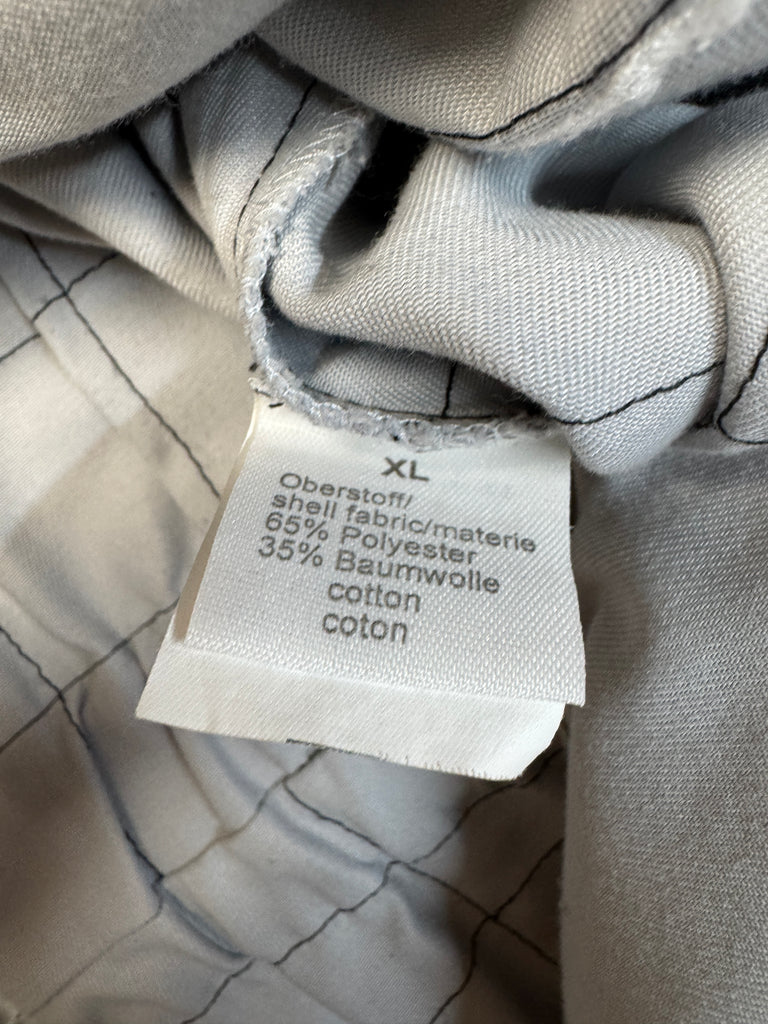 XL
Oberstoff/
shell fabric/materie
65% Polyester
35% Baumwolle
cotton
coton